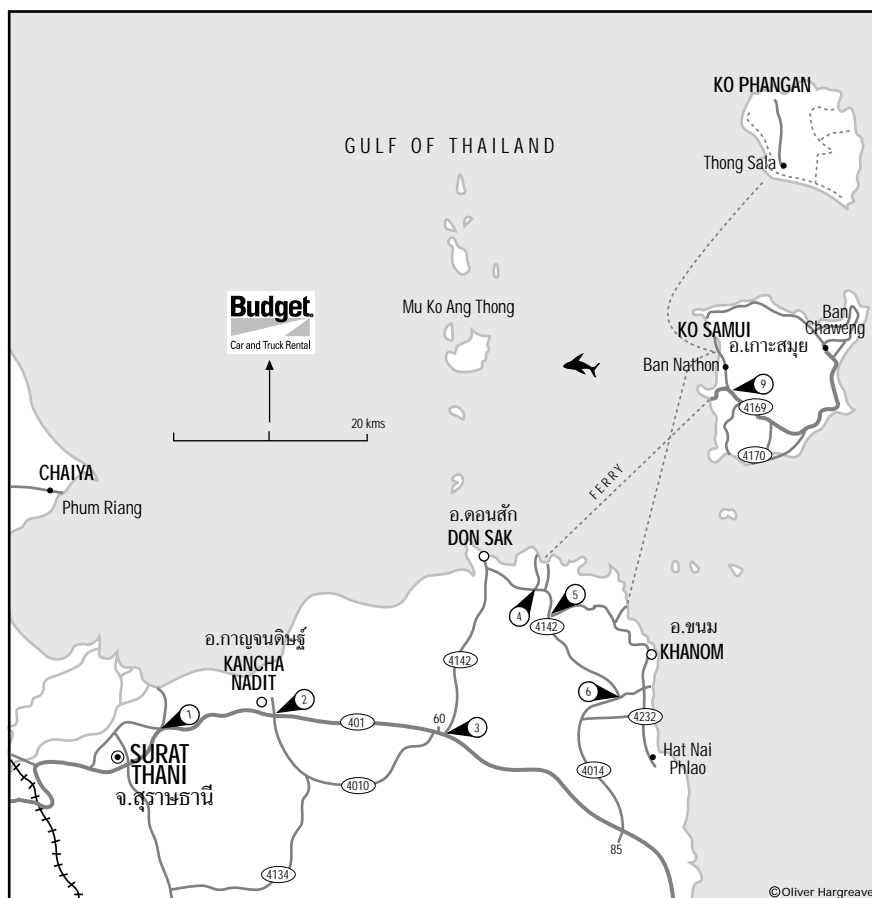 KO PHANGAN
GULF OF THAILAND
Thong Sala
Budget
Car and Truck Rental
Mu Ko Ang Thong
Ban
Chaweng
KO SAMUI
อ.เกาะสมุย
Ban Nathon
9
4169
20 kms
4170
CHAIYA
Phum Riang
FERRY
อ.ดอนสัก
DON SAK
4
5
4142
อ.ขนม
KHANOM
อ.กาญจนดิษฐ์
KANCHA
NADIT
4142
6
1
2
401
60
3
4232
SURAT
THANI
จ.สุราษธานี
Hat Nai
Phlao
4010
4014
85
4134
©Oliver Hargreave